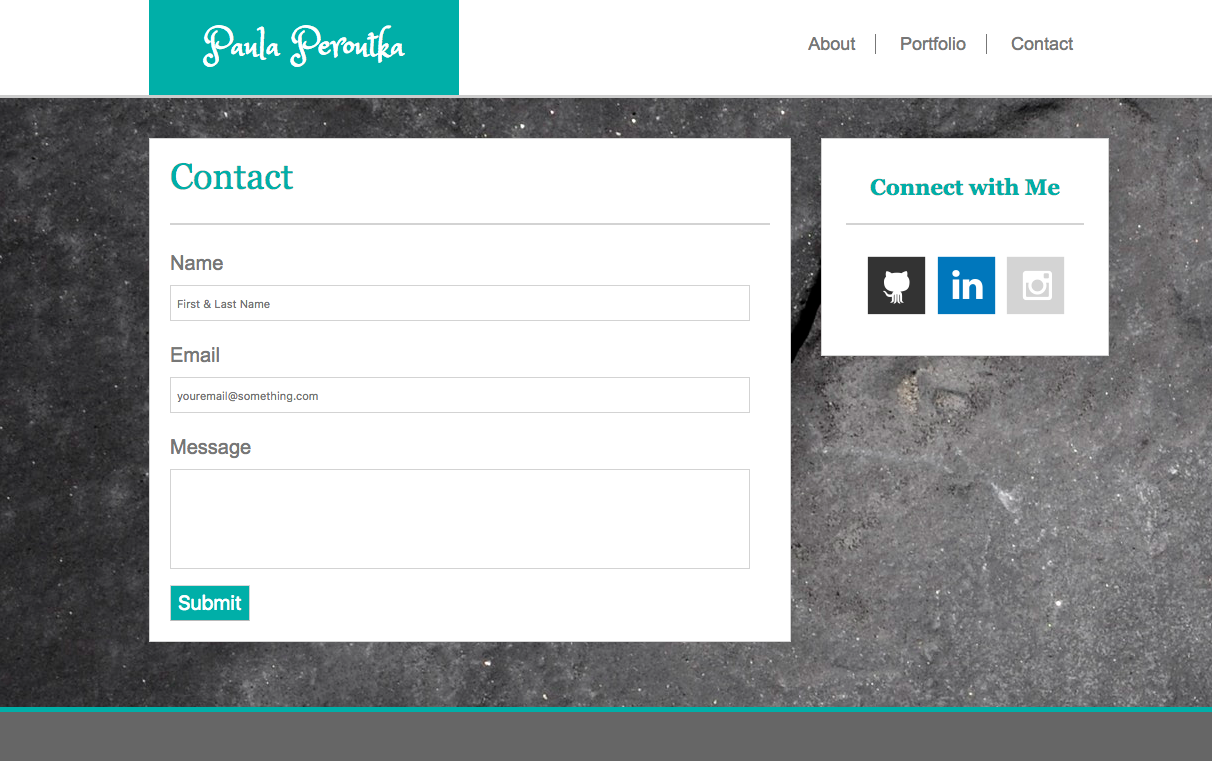 Paula Peroutka
About
Portfolio
Contact
Contact
Name
First & Last Name
Email
youremail@something.com
Message
Submit
Connect with Me
in